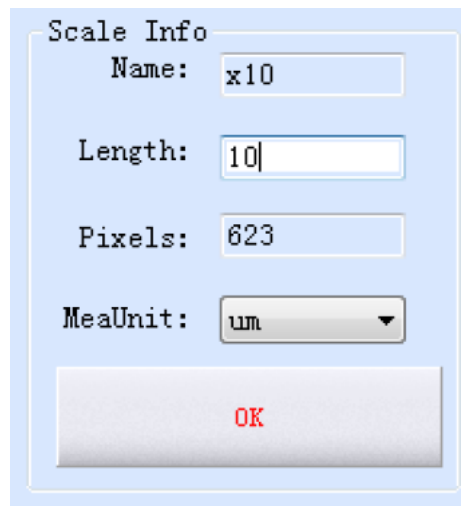 Scale Info
Name: x10
Length: 10
Pixels: 623
MeaUnit: um
OK